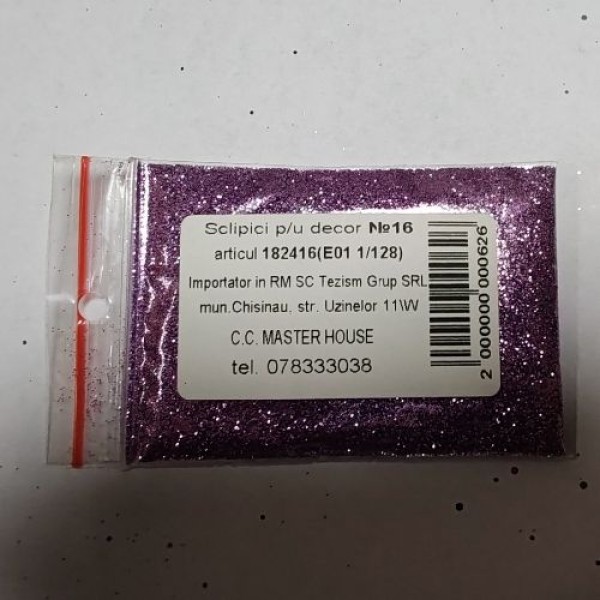 Sclipici p/u decor №16
articul 182416(E01 1/128)
Importator in RM SC Tezism Grup SRL
mun.Chisinau, str. Uzinelor 11\W
C.C. MASTER HOUSE
tel. 078333038
2 000000 000626